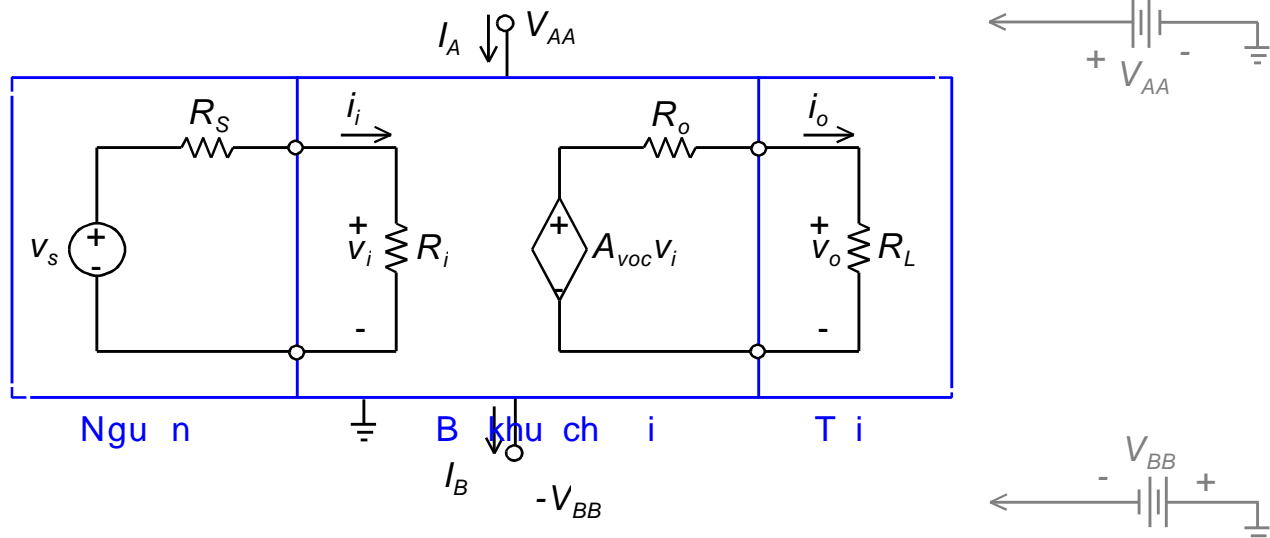 I_A V_AA
+ -
V_AA
R_S i_i R_o i_o
v_s + - + v_i - R_i + - A_voc v_i + v_o - R_L
Ngu n B khu ch i T i
I_B -V_BB
V_BB
- +